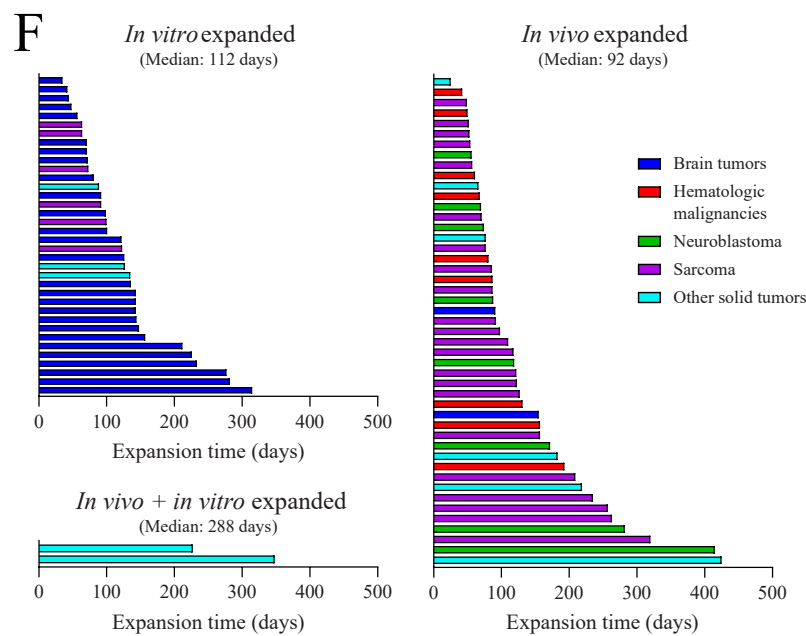 F
In vitro expanded
(Median: 112 days)
0 100 200 300 400 500
Expansion time (days)
In vivo + in vitro expanded
(Median: 288 days)
0 100 200 300 400 500
Expansion time (days)
In vivo expanded
(Median: 92 days)
Brain tumors
Hematologic
malignancies
Neuroblastoma
Sarcoma
Other solid tumors
0 100 200 300 400 500
Expansion time (days)